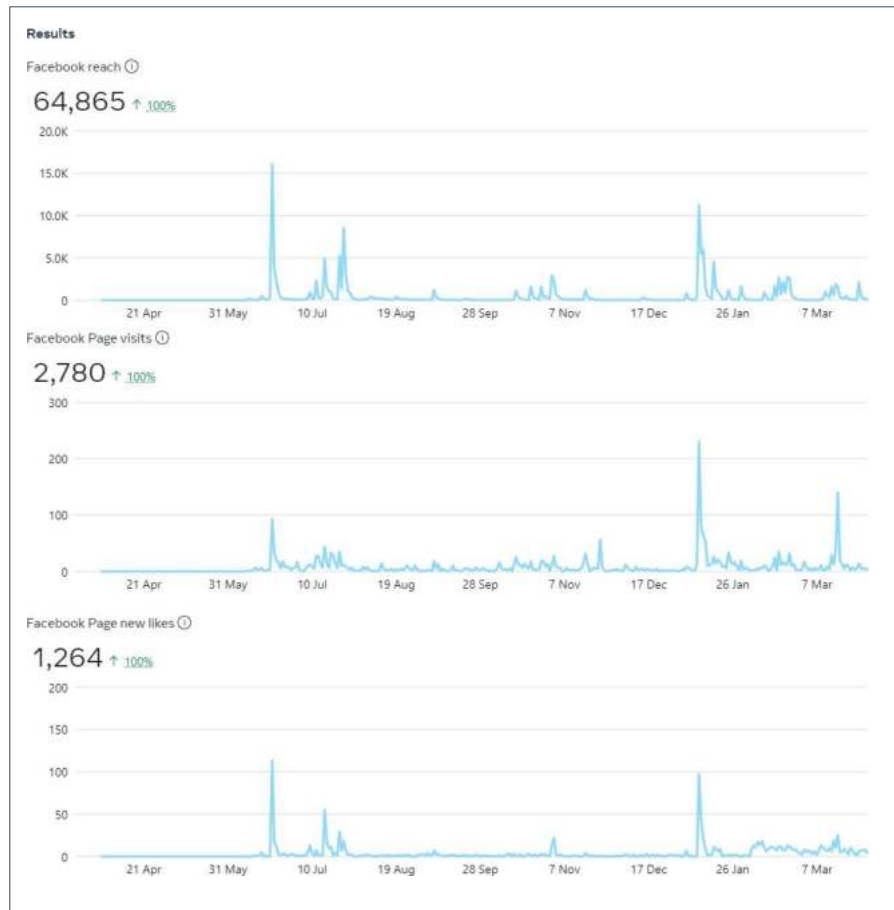 Results
Facebook reach
64,865 ↑ 100%
20.0K
15.0K
10.0K
5.0K
0
21 Apr 31 May 10 Jul 19 Aug 28 Sep 7 Nov 17 Dec 26 Jan 7 Mar
Facebook Page visits
2,780 ↑ 100%
300
200
100
0
21 Apr 31 May 10 Jul 19 Aug 28 Sep 7 Nov 17 Dec 26 Jan 7 Mar
Facebook Page new likes
1,264 ↑ 100%
200
150
100
50
0
21 Apr 31 May 10 Jul 19 Aug 28 Sep 7 Nov 17 Dec 26 Jan 7 Mar